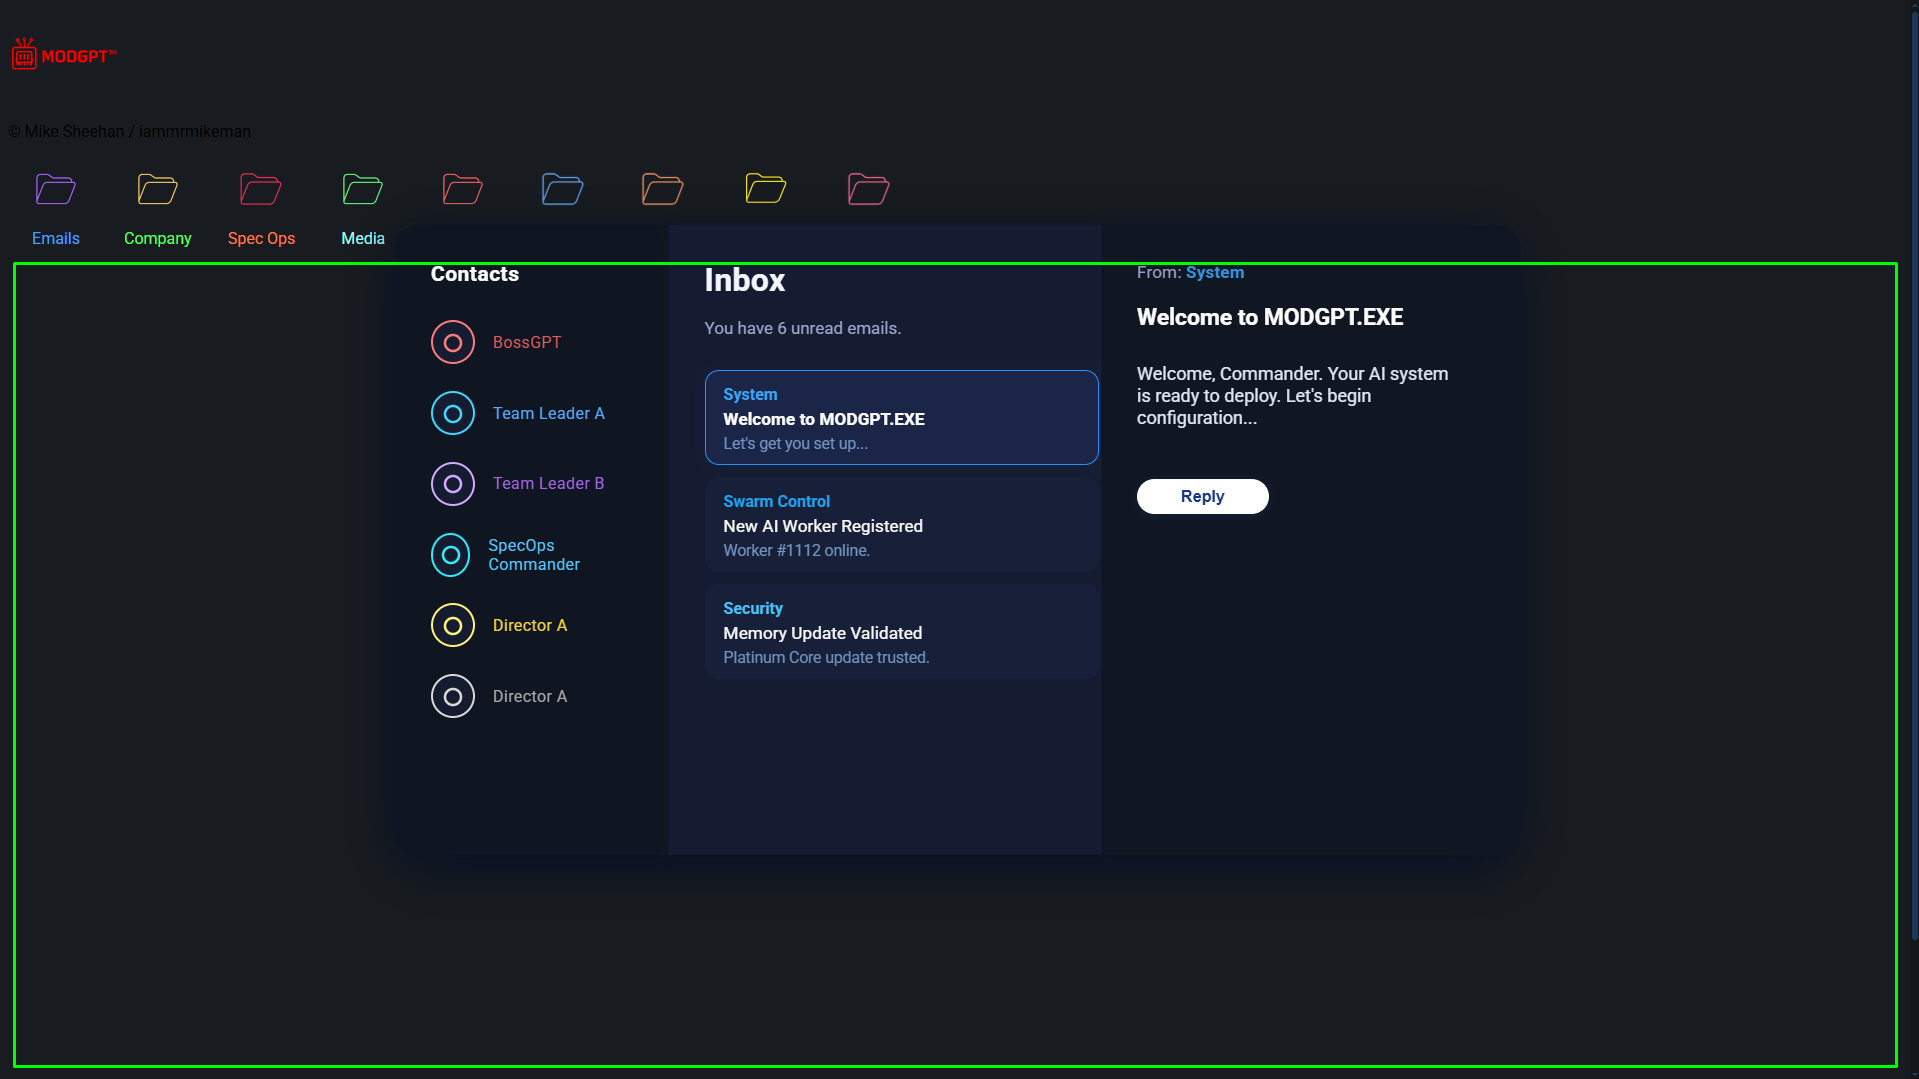 MODGPT™
© Mike Sheehan / iammrmikeman
Emails
Company
Spec Ops
Media
Contacts
BossGPT
Team Leader A
Team Leader B
SpecOps
Commander
Director A
Director A
Inbox
You have 6 unread emails.
System
Welcome to MODGPT.EXE
Let's get you set up...
Swarm Control
New AI Worker Registered
Worker #1112 online.
Security
Memory Update Validated
Platinum Core update trusted.
From: System
Welcome to MODGPT.EXE
Welcome, Commander. Your AI system
is ready to deploy. Let's begin
configuration...
Reply